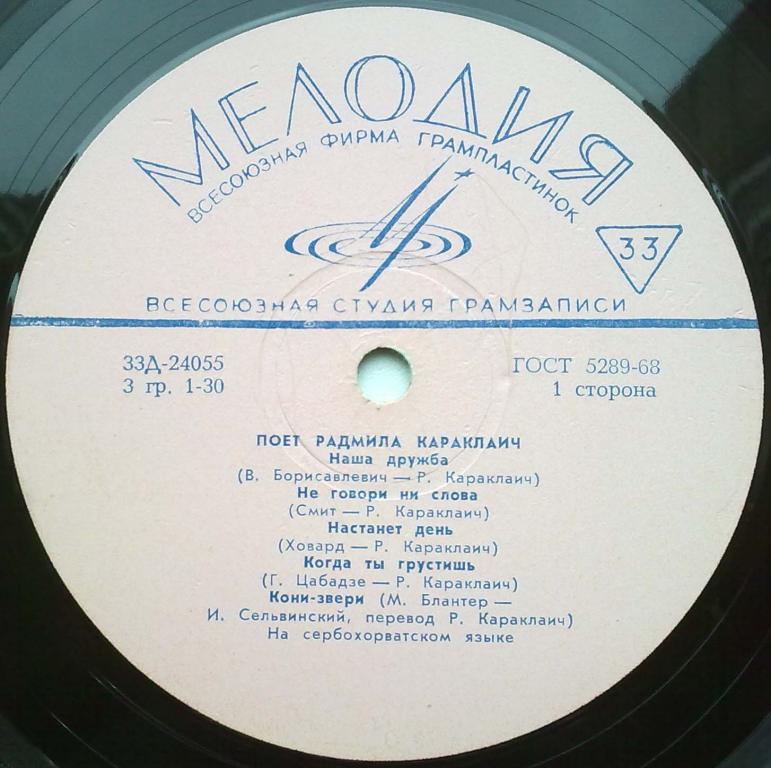 МЕЛОДИЯ
ВСЕСОЮЗНАЯ ФИРМА ГРАМПЛАСТИНОК
33
ВСЕСОЮЗНАЯ СТУДИЯ ГРАМЗАПИСИ
33Д-24055
ГОСТ 5289-68
3 гр. 1-30
1 сторона
ПОЕТ РАДМИЛА КАРАКЛАИЧ
Наша дружба
(В. Борисавлевич — Р. Караклаич)
Не говори ни слова
(Смит — Р. Караклаич)
Настанет день
(Ховард — Р. Караклаич)
Когда ты грустишь
(Г. Цабадзе — Р. Караклаич)
Кони-звери (М. Блантер —
И. Сельвинский, перевод Р. Караклаич)
На сербохорватском языке